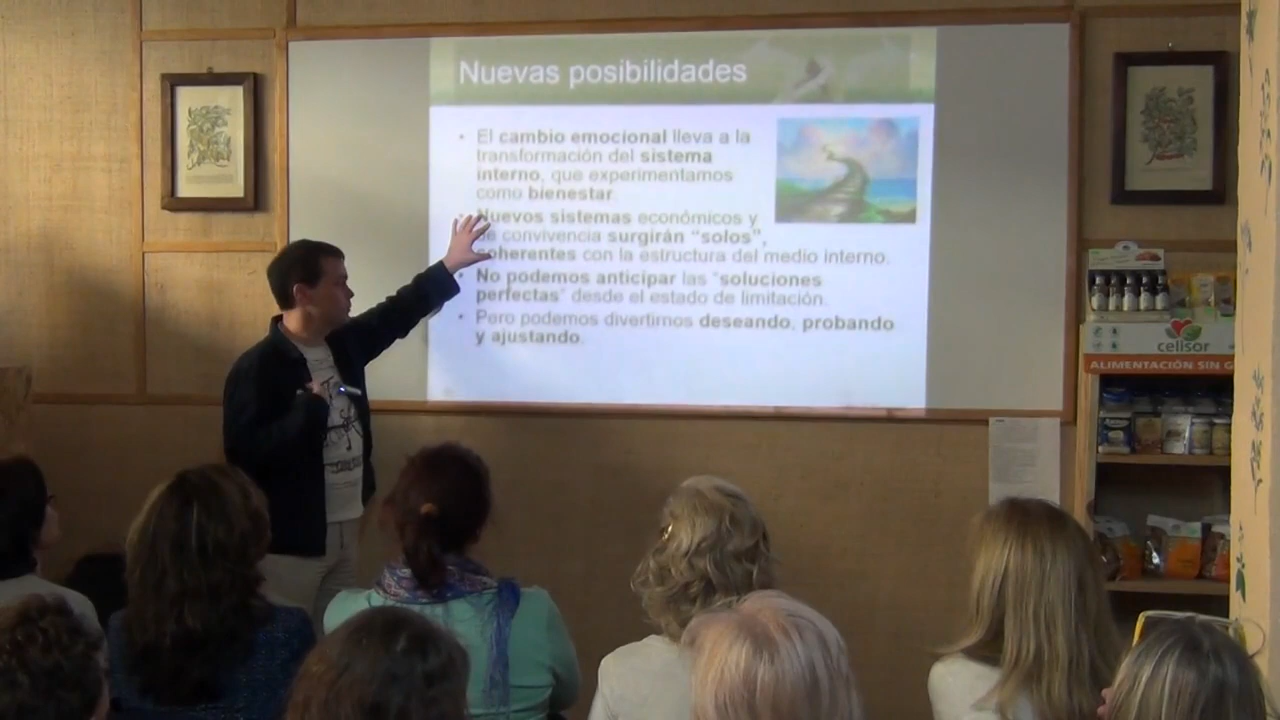 Nuevas posibilidades
• El cambio emocional lleva a la
transformación del sistema
interno, que experimentamos
como bienestar.
• Nuevos sistemas económicos y
de convivencia surgirán “solos”,
coherentes con la estructura del medio interno.
• No podemos anticipar las “soluciones
perfectas” desde el estado de limitación.
• Pero podemos divertirnos deseando, probando
y ajustando.
celisor
ALIMENTACIÓN SIN G